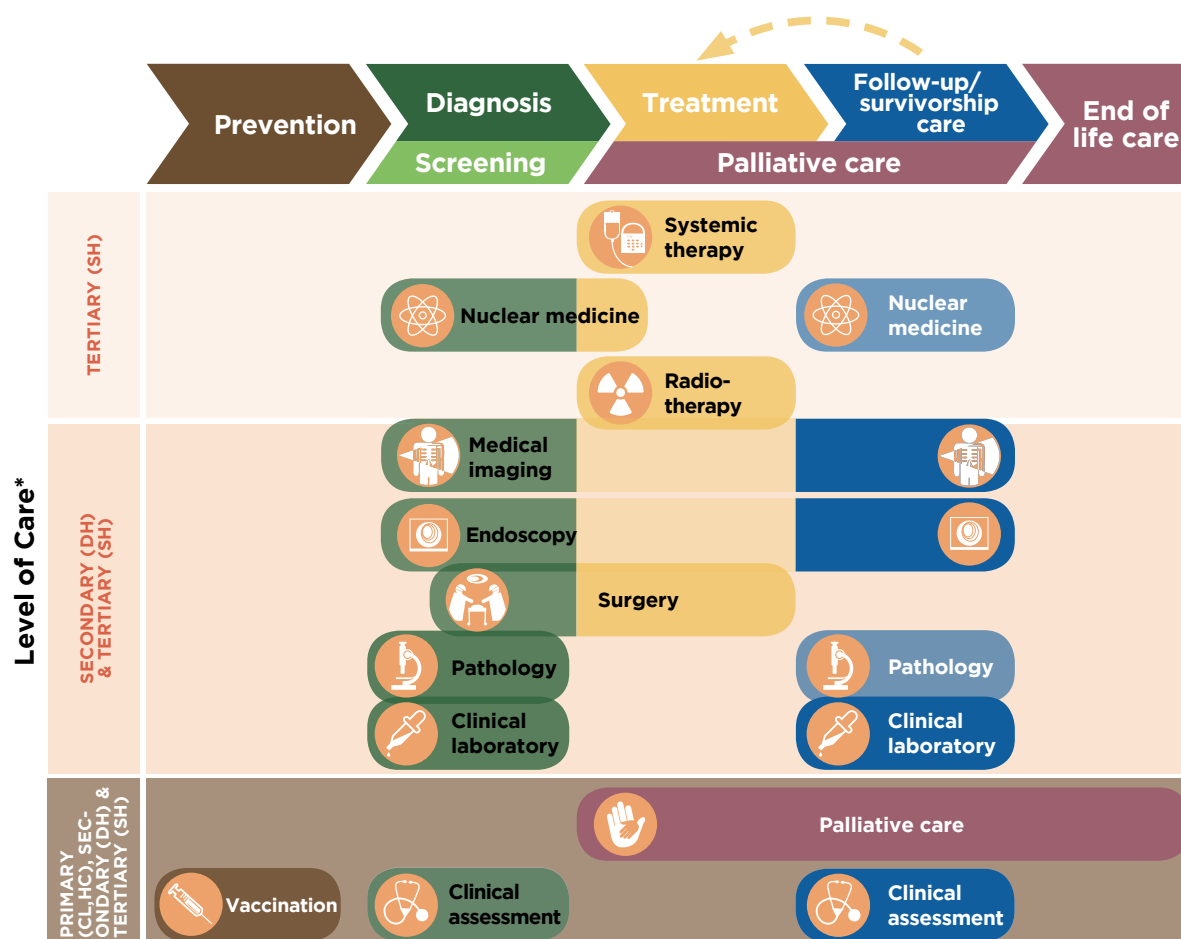 Prevention
Diagnosis
Screening
Treatment
Follow-up/
survivorship
care
Palliative care
End of
life care
Level of Care*
TERTIARY (SH)
Systemic
therapy
Nuclear medicine
Nuclear
medicine
Radio-
therapy
SECONDARY (DH)
& TERTIARY (SH)
Medical
imaging
Endoscopy
Surgery
Pathology
Pathology
Clinical
laboratory
Clinical
laboratory
PRIMARY
(CL,HC), SEC-
ONDARY (DH) &
TERTIARY (SH)
Palliative care
Vaccination
Clinical
assessment
Clinical
assessment